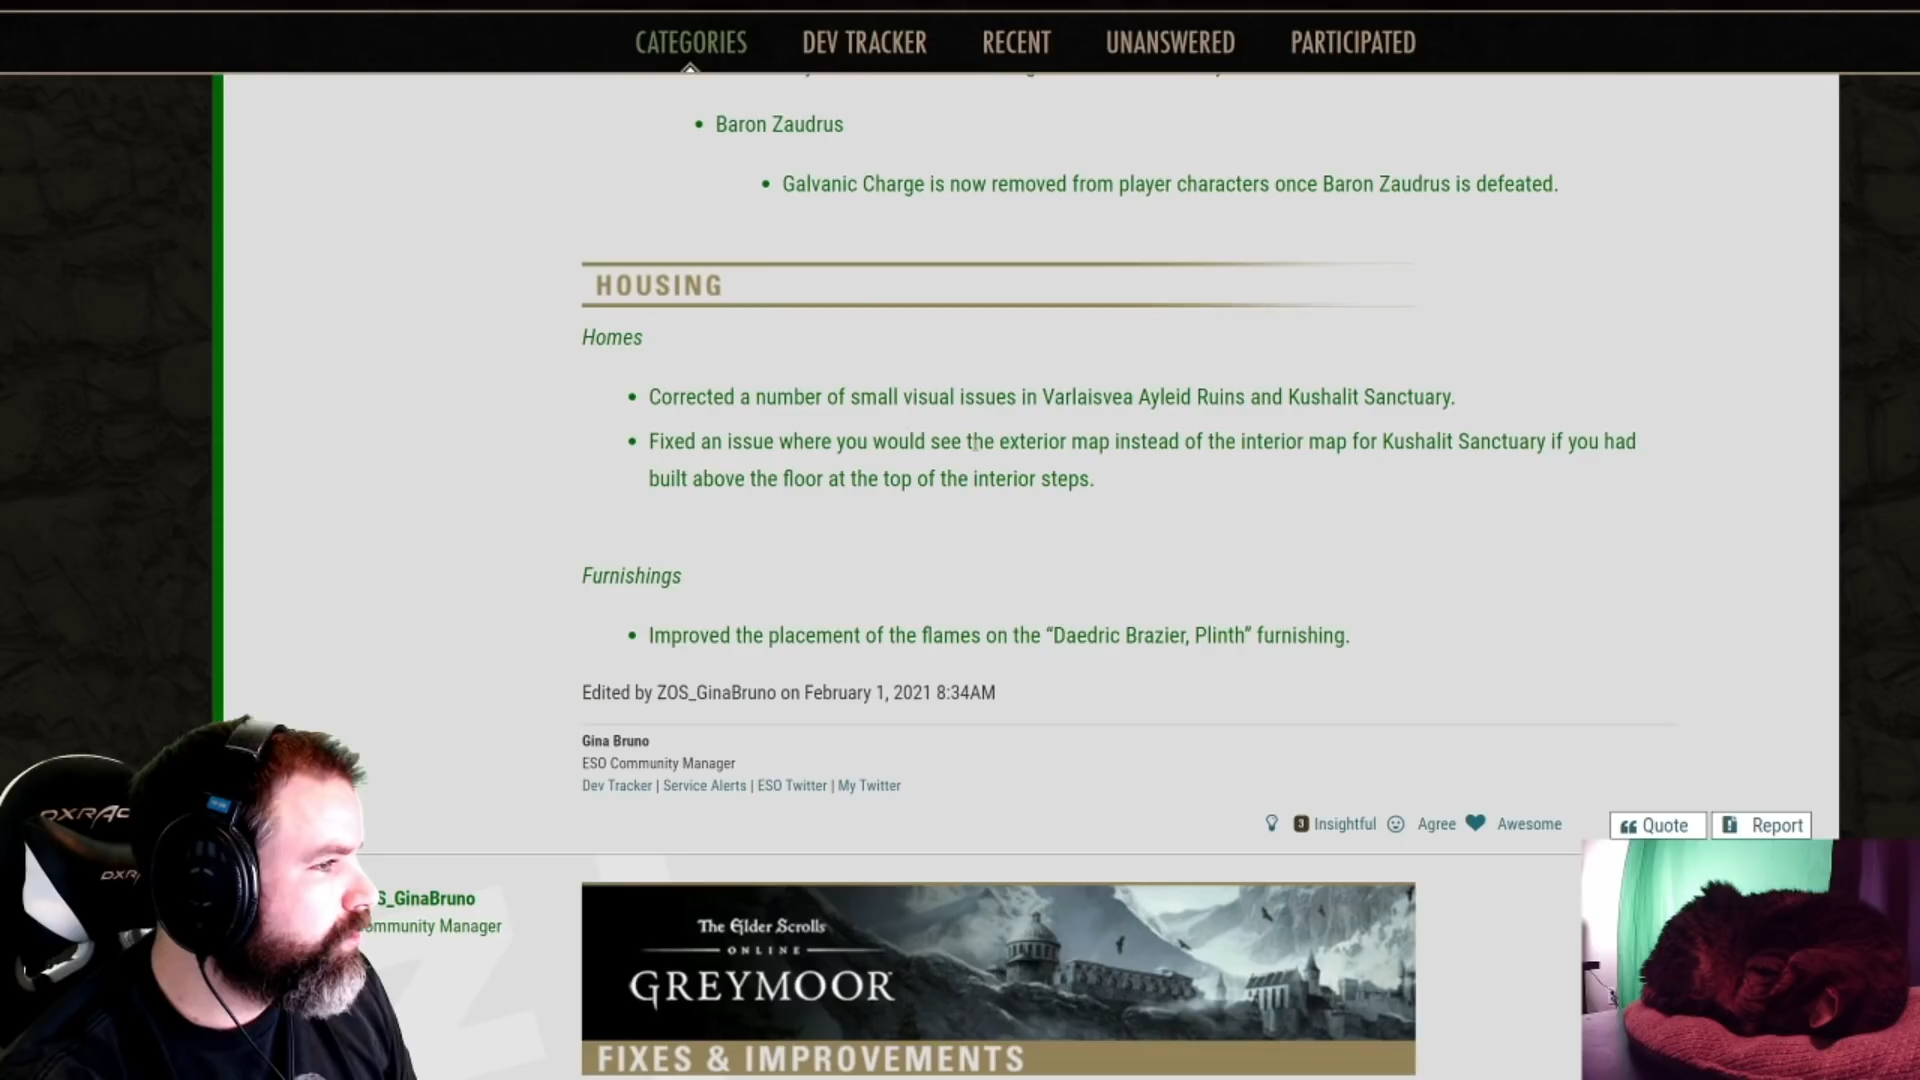 CATEGORIES DEV TRACKER RECENT UNANSWERED PARTICIPATED
• Baron Zaudrus
• Galvanic Charge is now removed from player characters once Baron Zaudrus is defeated.
HOUSING
Homes
• Corrected a number of small visual issues in Varlaisvea Ayleid Ruins and Kushalit Sanctuary.
• Fixed an issue where you would see the exterior map instead of the interior map for Kushalit Sanctuary if you had
built above the floor at the top of the interior steps.
Furnishings
• Improved the placement of the flames on the “Daedric Brazier, Plinth” furnishing.
Edited by ZOS_GinaBruno on February 1, 2021 8:34AM
Gina Bruno
ESO Community Manager
Dev Tracker | Service Alerts | ESO Twitter | My Twitter
3 Insightful Agree Awesome Quote Report
S_GinaBruno
ommunity Manager
The Elder Scrolls
ONLINE
GREYMOOR
FIXES & IMPROVEMENTS